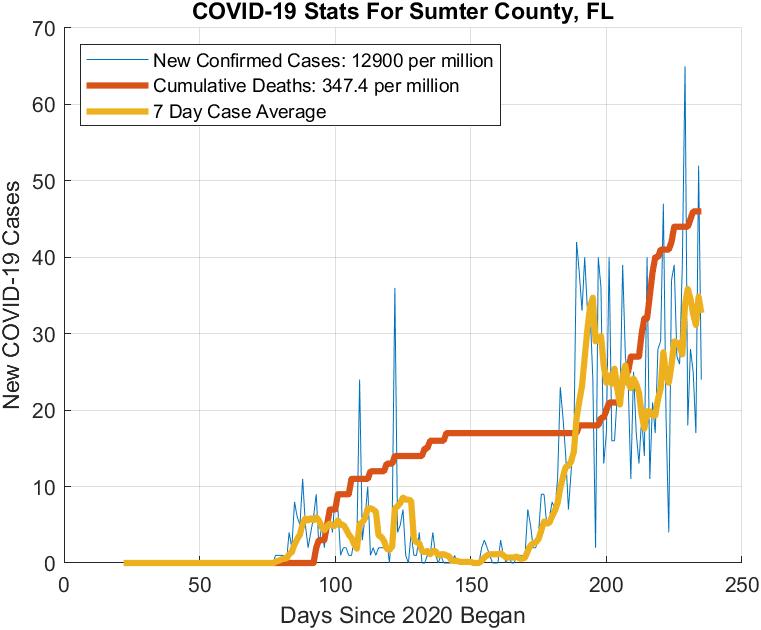 COVID-19 Stats For Sumter County, FL
New Confirmed Cases: 12900 per million
Cumulative Deaths: 347.4 per million
7 Day Case Average
New COVID-19 Cases
70
60
50
40
30
20
10
0
0 50 100 150 200 250
Days Since 2020 Began